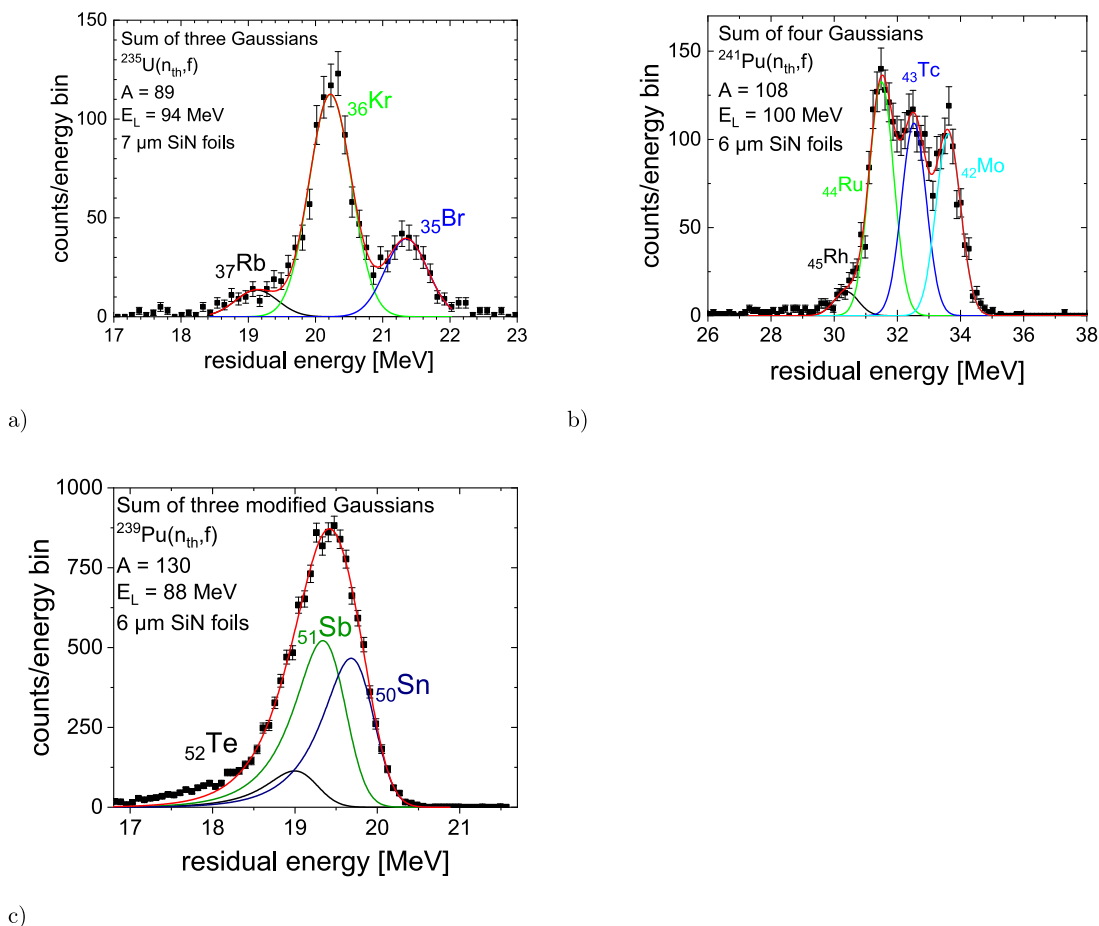 Sum of three Gaussians
²³⁵U(nₜₕ,f)
A = 89
E_L = 94 MeV
7 µm SiN foils
₃₆Kr
₃₅Br
₃₇Rb
counts/energy bin
150
100
50
0
17 18 19 20 21 22 23
residual energy [MeV]
a)
Sum of four Gaussians
²⁴¹Pu(nₜₕ,f)
A = 108
E_L = 100 MeV
6 µm SiN foils
₄₃Tc
₄₂Mo
₄₄Ru
₄₅Rh
counts/energy bin
150
100
50
0
26 28 30 32 34 36 38
residual energy [MeV]
b)
Sum of three modified Gaussians
²³⁹Pu(nₜₕ,f)
A = 130
E_L = 88 MeV
6 µm SiN foils
₅₁Sb
₅₀Sn
₅₂Te
counts/energy bin
1000
750
500
250
0
17 18 19 20 21
residual energy [MeV]
c)